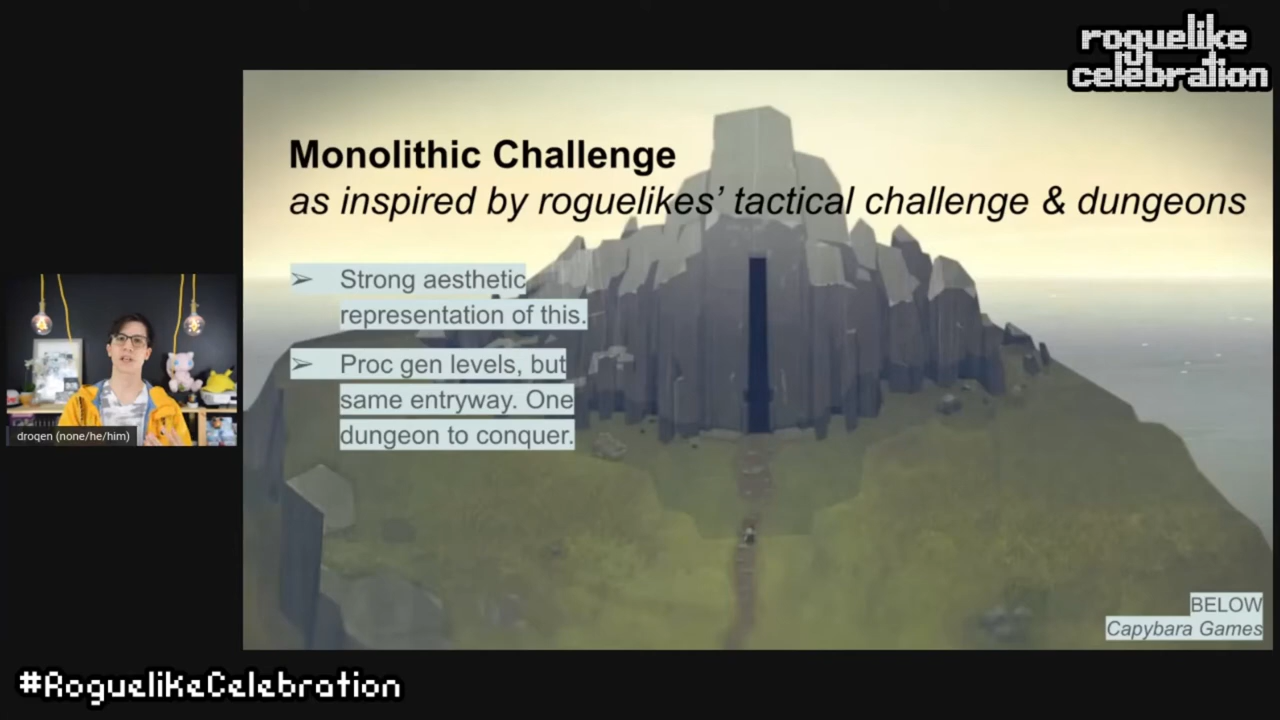 roguelike
celebration
Monolithic Challenge
as inspired by roguelikes’ tactical challenge & dungeons
➢ Strong aesthetic
representation of this.
➢ Proc gen levels, but
same entryway. One
dungeon to conquer.
droqen (none/he/him)
BELOW
Capybara Games
#RoguelikeCelebration